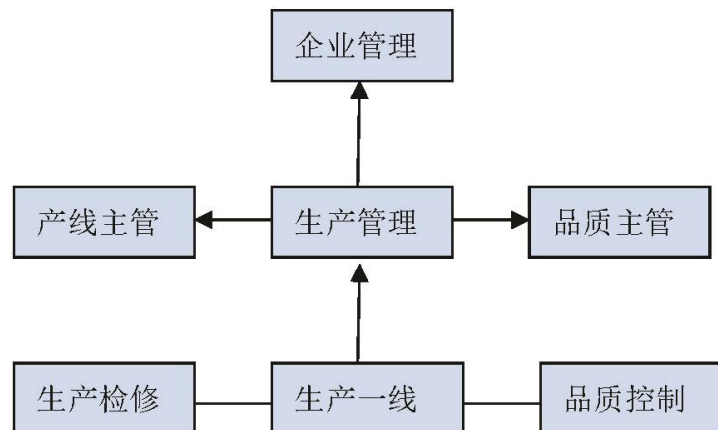 企业管理
产线主管
生产管理
品质主管
生产检修
生产一线
品质控制